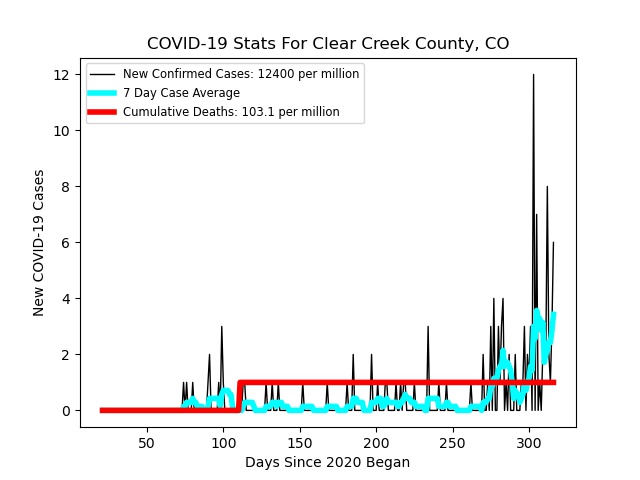 COVID-19 Stats For Clear Creek County, CO
New Confirmed Cases: 12400 per million
7 Day Case Average
Cumulative Deaths: 103.1 per million
New COVID-19 Cases
12
10
8
6
4
2
0
50
100
150
200
250
300
Days Since 2020 Began